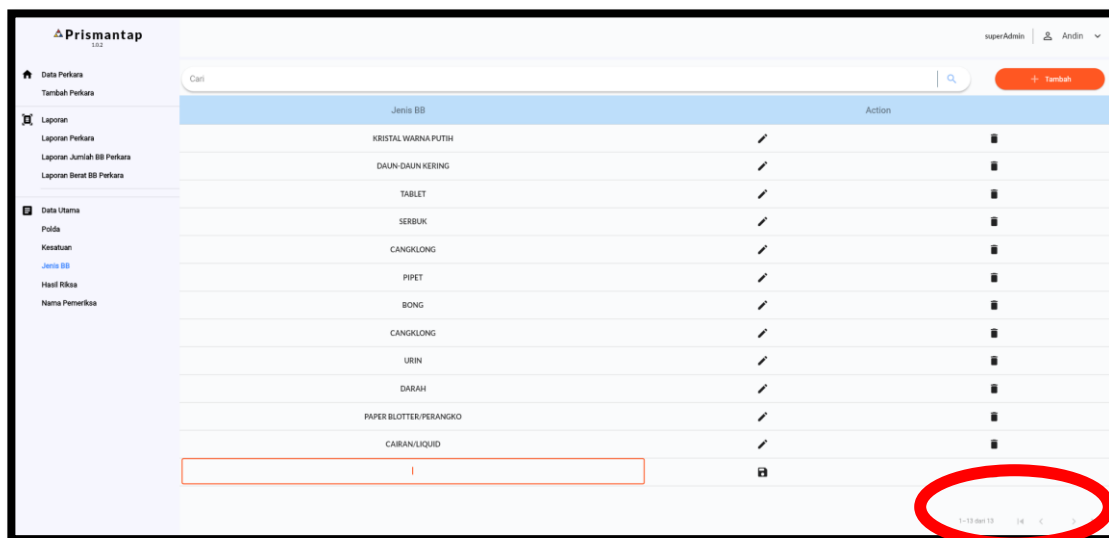 Prismantap
1.0.2
superAdmin
Andin
Data Perkara
Tambah Perkara
Laporan
Laporan Perkara
Laporan Jumlah BB Perkara
Laporan Berat BB Perkara
Data Utama
Polda
Kesatuan
Jenis BB
Hasil Riksa
Nama Pemeriksa
Cari
+ Tambah
Jenis BB Action
KRISTAL WARNA PUTIH
DAUN-DAUN KERING
TABLET
SERBUK
CANGKLONG
PIPET
BONG
CANGKLONG
URIN
DARAH
PAPER BLOTTER/PERANGKO
CAIRAN/LIQUID
1-13 dari 13